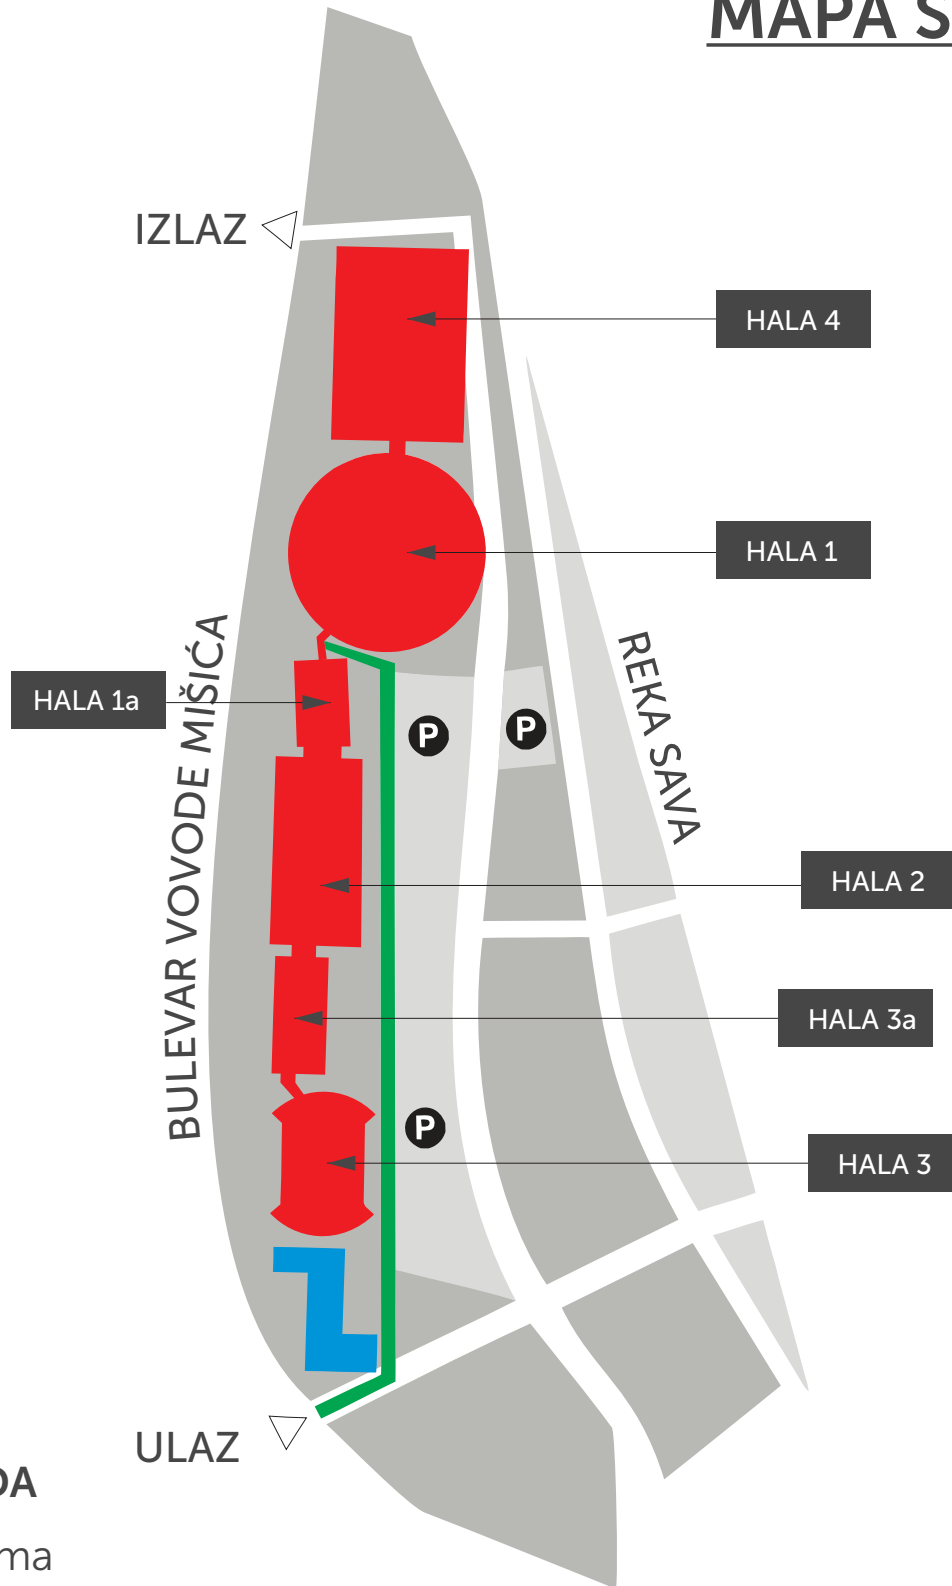 MAPA S
IZLAZ
HALA 4
HALA 1
BULEVAR VOVODE MIŠIĆA
REKA SAVA
HALA 1a
P
P
HALA 2
HALA 3a
P
HALA 3
ULAZ
DA
ma